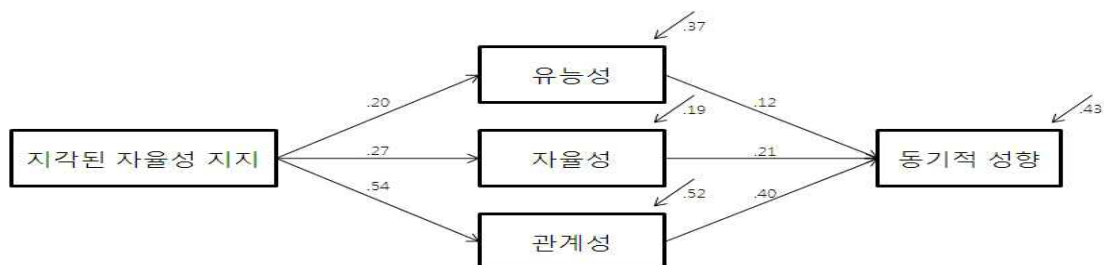 .37
유능성
.20
.12
.19
.43
지각된 자율성 지지
.27
자율성
.21
동기적 성향
.54
.52
.40
관계성